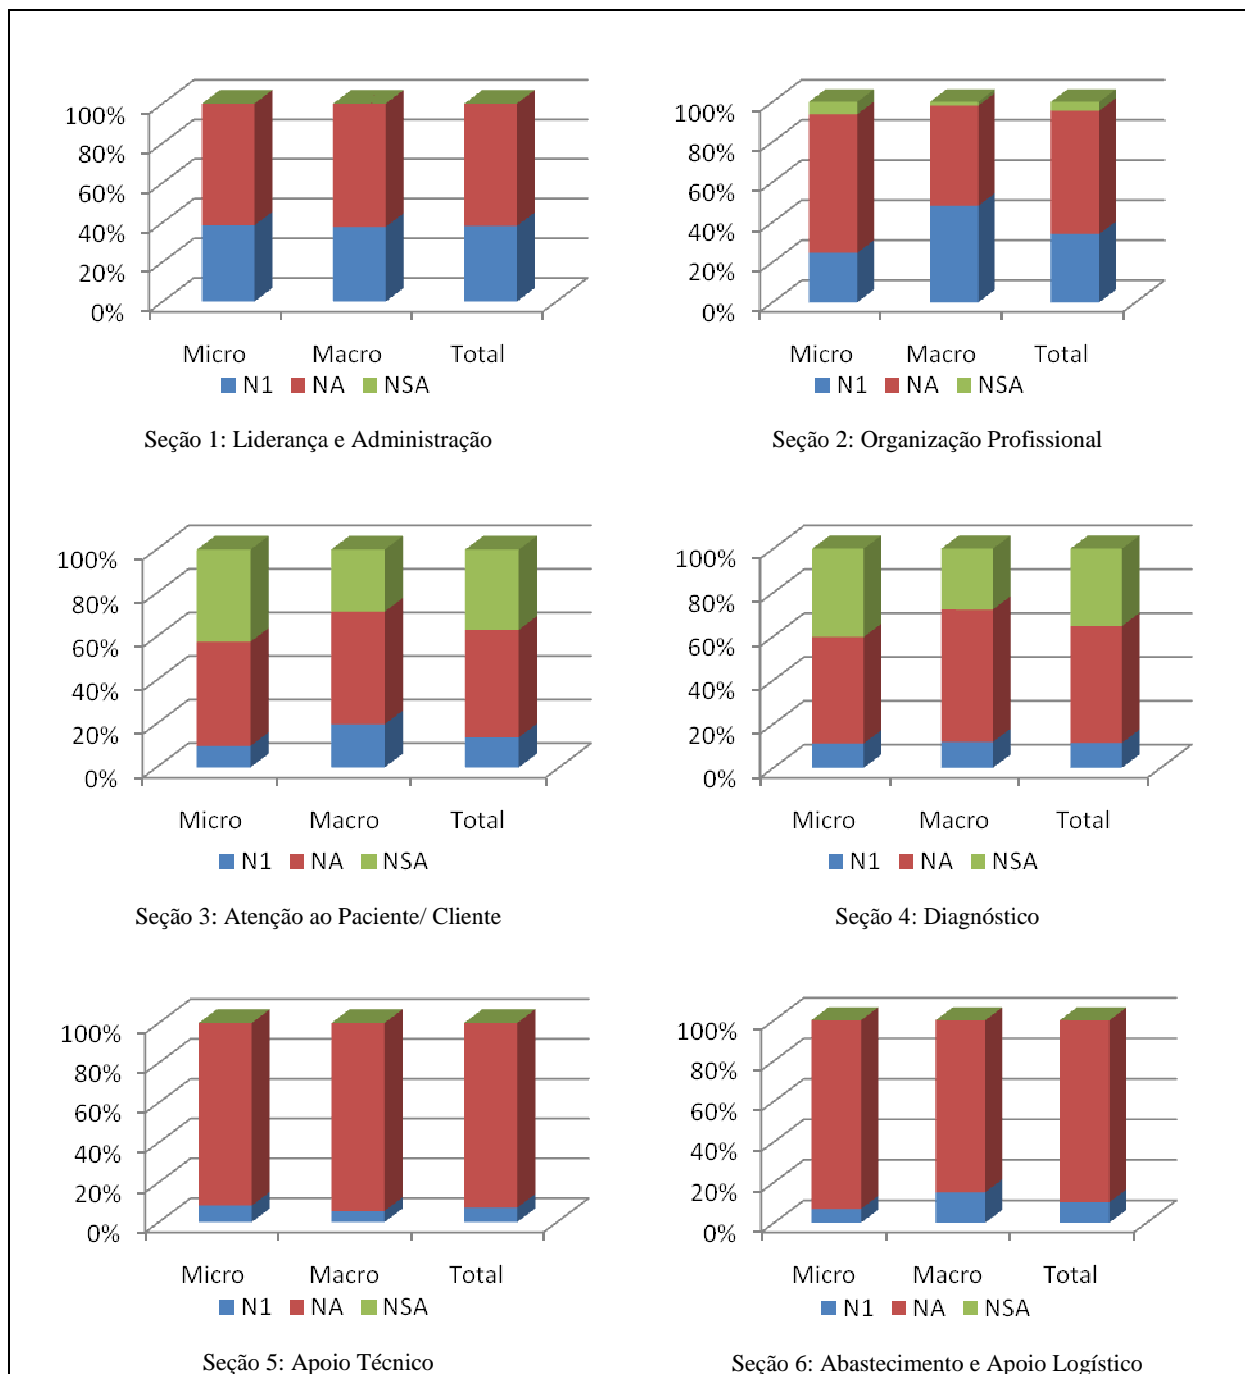 100%
80%
60%
40%
20%
0%
Micro Macro Total
N1 NA NSA
Seção 1: Liderança e Administração
100%
80%
60%
40%
20%
0%
Micro Macro Total
N1 NA NSA
Seção 2: Organização Profissional
100%
80%
60%
40%
20%
0%
Micro Macro Total
N1 NA NSA
Seção 3: Atenção ao Paciente/ Cliente
100%
80%
60%
40%
20%
0%
Micro Macro Total
N1 NA NSA
Seção 4: Diagnóstico
100%
80%
60%
40%
20%
0%
Micro Macro Total
N1 NA NSA
Seção 5: Apoio Técnico
100%
80%
60%
40%
20%
0%
Micro Macro Total
N1 NA NSA
Seção 6: Abastecimento e Apoio Logístico